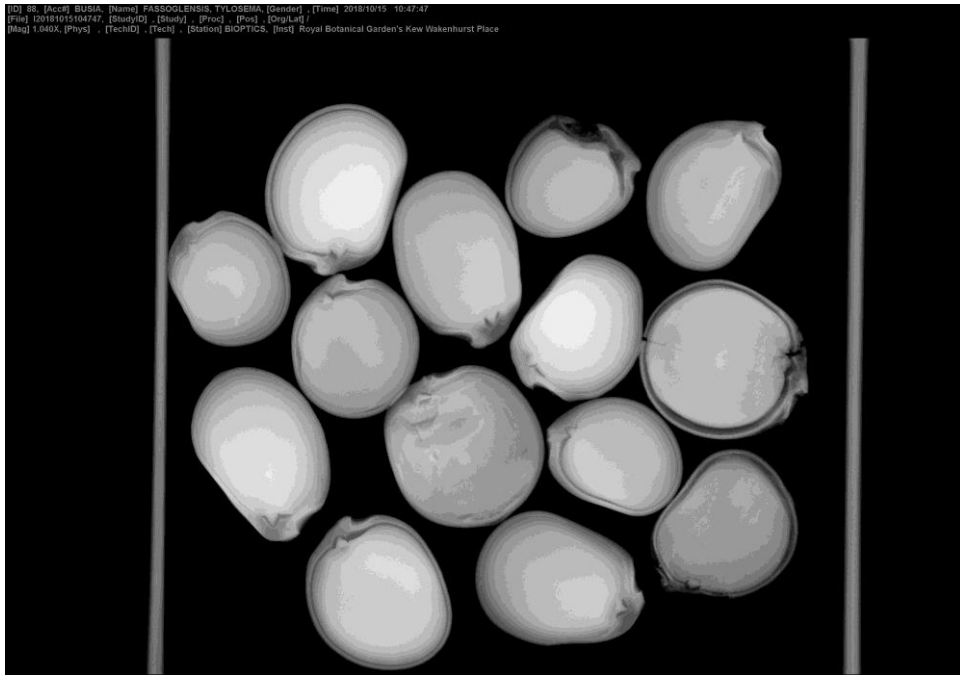 [ID] 88, [Acc#] BUSIA, [Name] FASSOGLENSIS, TYLOSEMA, [Gender] , [Time] 2018/10/15 10:47:47
[File] I20181015104747, [StudyID] , [Study] , [Proc] , [Pos] , [Org/Lat] /
[Mag] 1.040X, [Phys] , [TechID] , [Tech] , [Station] BIOPTICS, [Inst] Royal Botanical Garden's Kew Wakenhurst Place